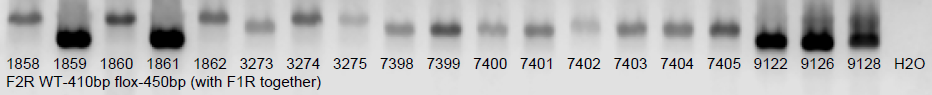 1858 1859 1860 1861 1862 3273 3274 3275 7398 7399 7400 7401 7402 7403 7404 7405 9122 9126 9128 H2O
F2R WT-410bp flox-450bp (with F1R together)